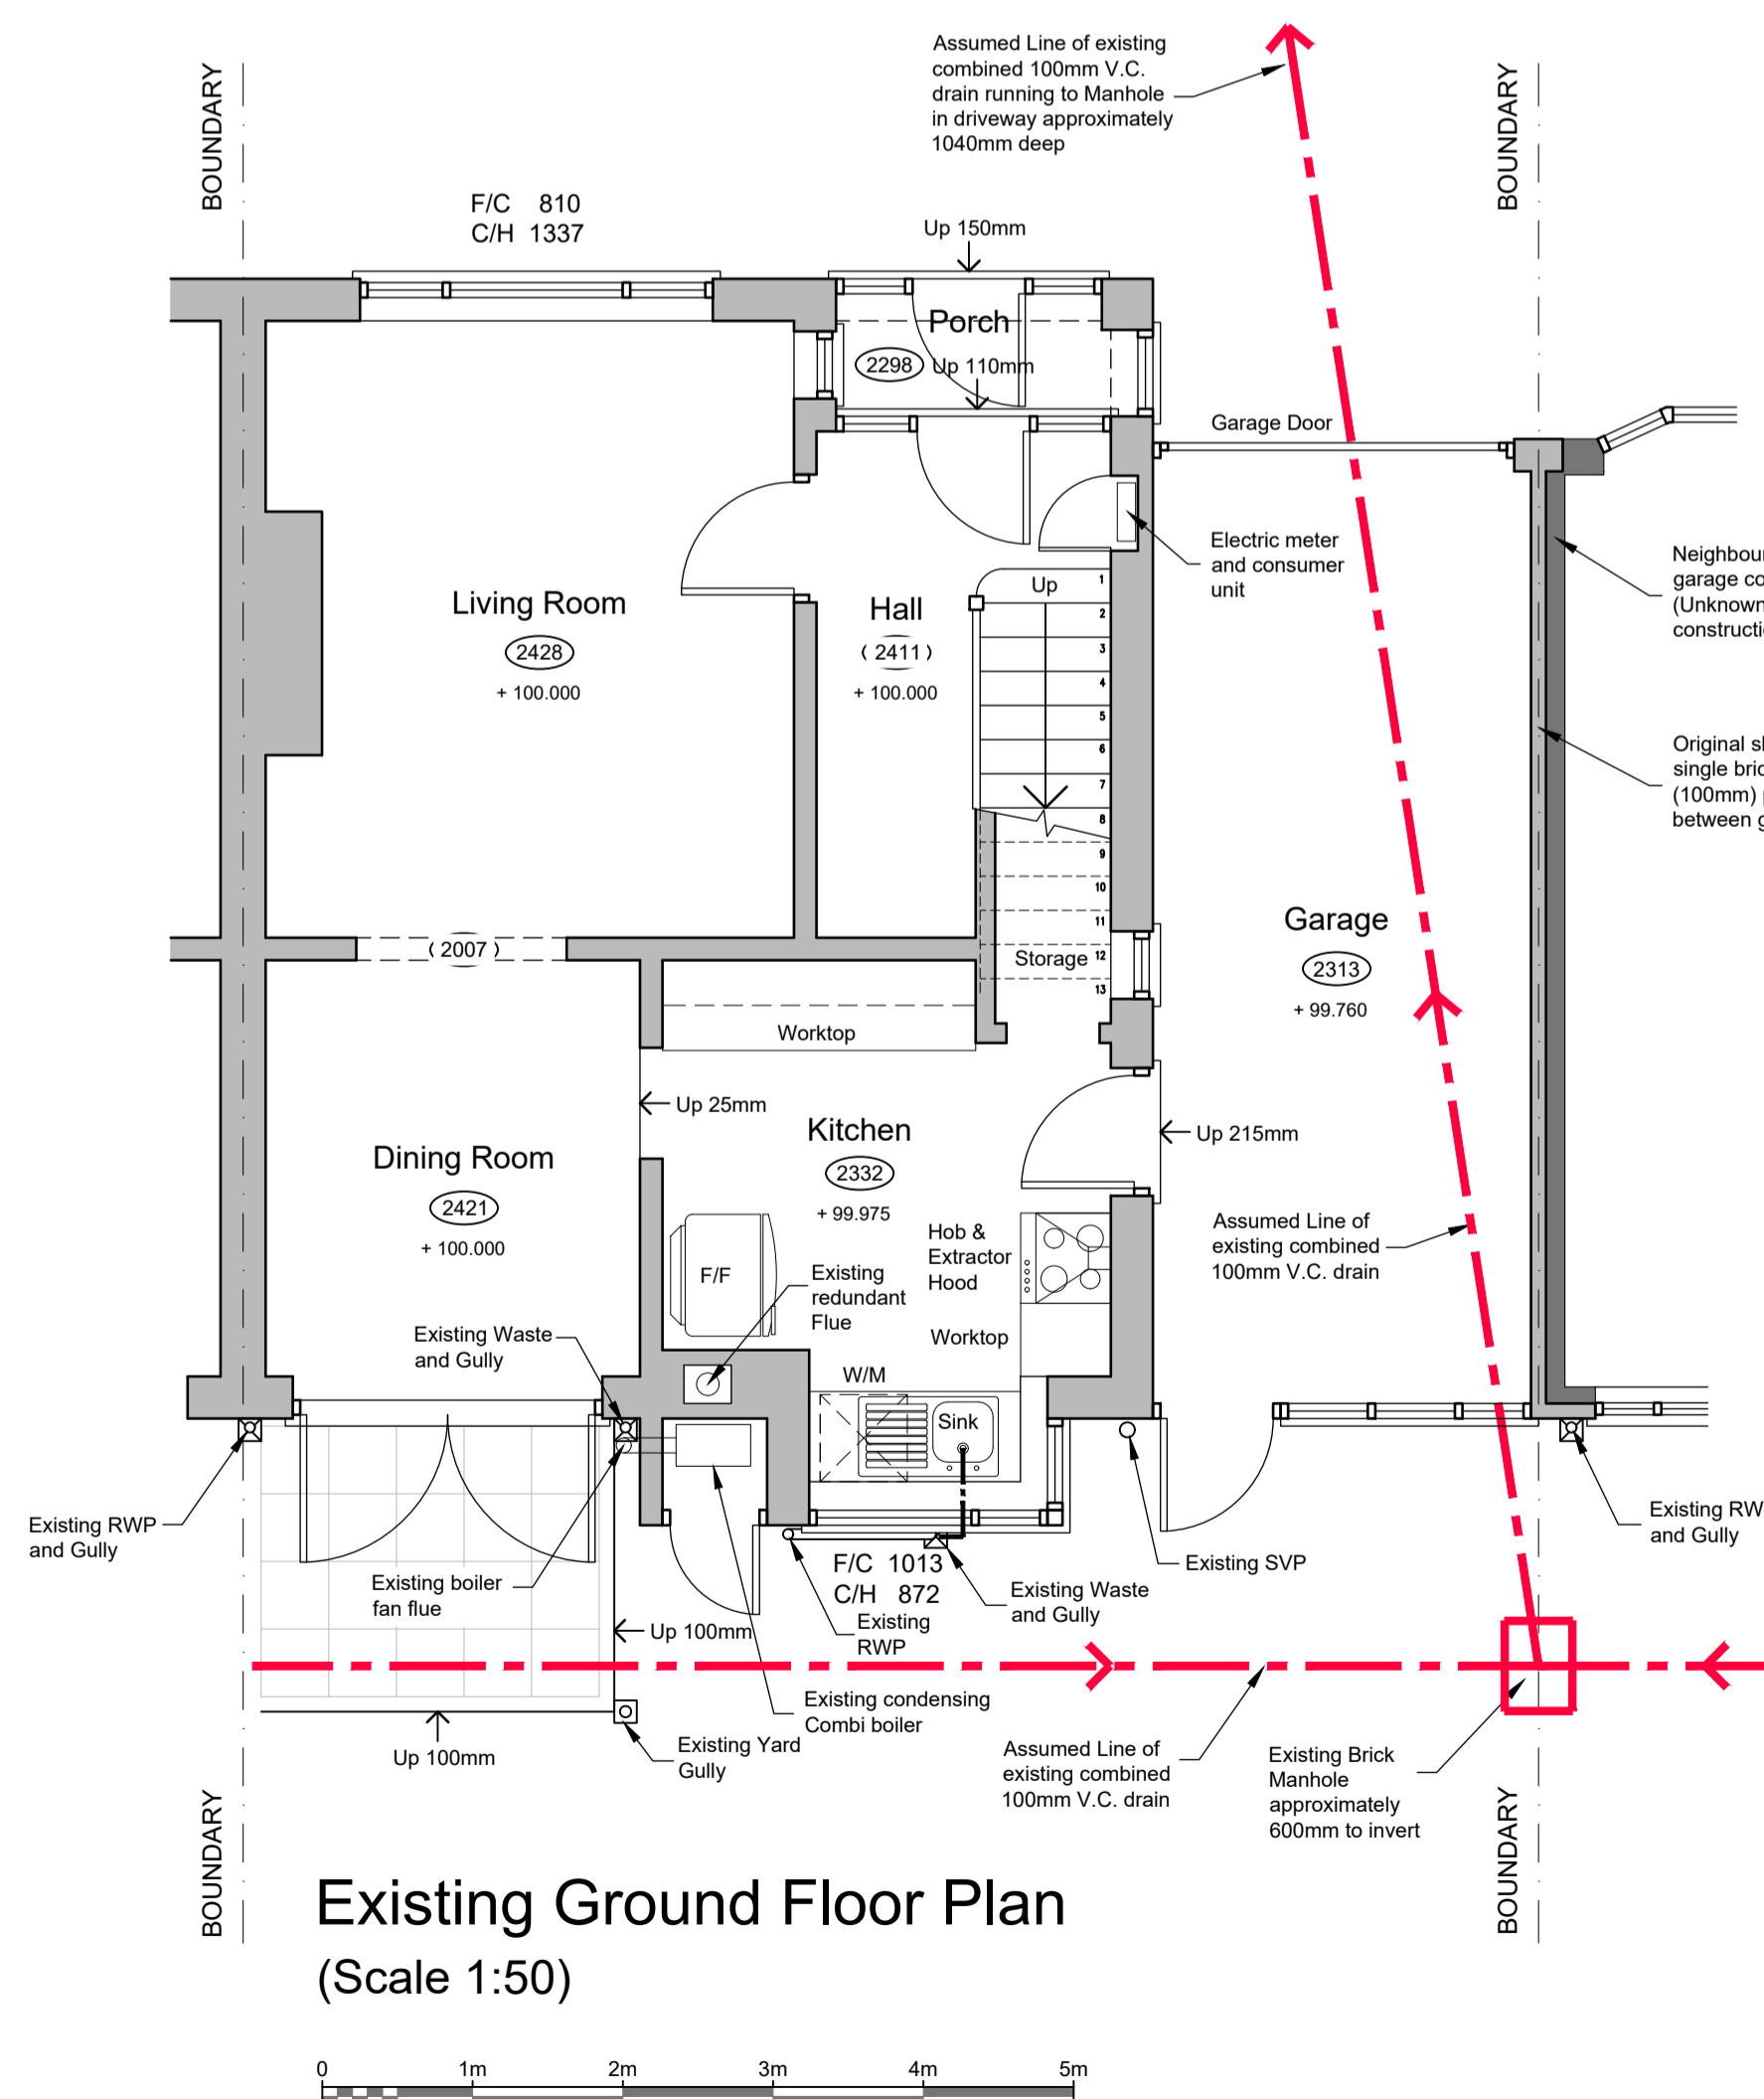 BOUNDARY
BOUNDARY
Assumed Line of existing
combined 100mm V.C.
drain running to Manhole
in driveway approximately
1040mm deep
F/C 810
C/H 1337
Up 150mm
Porch
2298
Up 110mm
Garage Door
Electric meter
and consumer
unit
Neighbour
garage co
(Unknown
constructi
Living Room
2428
+ 100.000
Hall
( 2411 )
+ 100.000
Up
1
2
3
4
5
6
7
8
9
10
11
12
13
Storage
Original s
single bric
(100mm)
between g
Garage
2313
+ 99.760
( 2007 )
Worktop
Up 25mm
Kitchen
2332
+ 99.975
Up 215mm
Dining Room
2421
+ 100.000
Hob &
Extractor
Hood
Assumed Line of
existing combined
100mm V.C. drain
F/F
Existing
redundant
Flue
Existing Waste
and Gully
Worktop
W/M
Sink
Existing RWP
and Gully
Existing boiler
fan flue
F/C 1013
C/H 872
Existing SVP
Existing RW
and Gully
Existing Waste
and Gully
Existing
RWP
Up 100mm
Existing condensing
Combi boiler
Existing Yard
Gully
Up 100mm
Assumed Line of
existing combined
100mm V.C. drain
Existing Brick
Manhole
approximately
600mm to invert
BOUNDARY
BOUNDARY
Existing Ground Floor Plan
(Scale 1:50)
0 1m 2m 3m 4m 5m